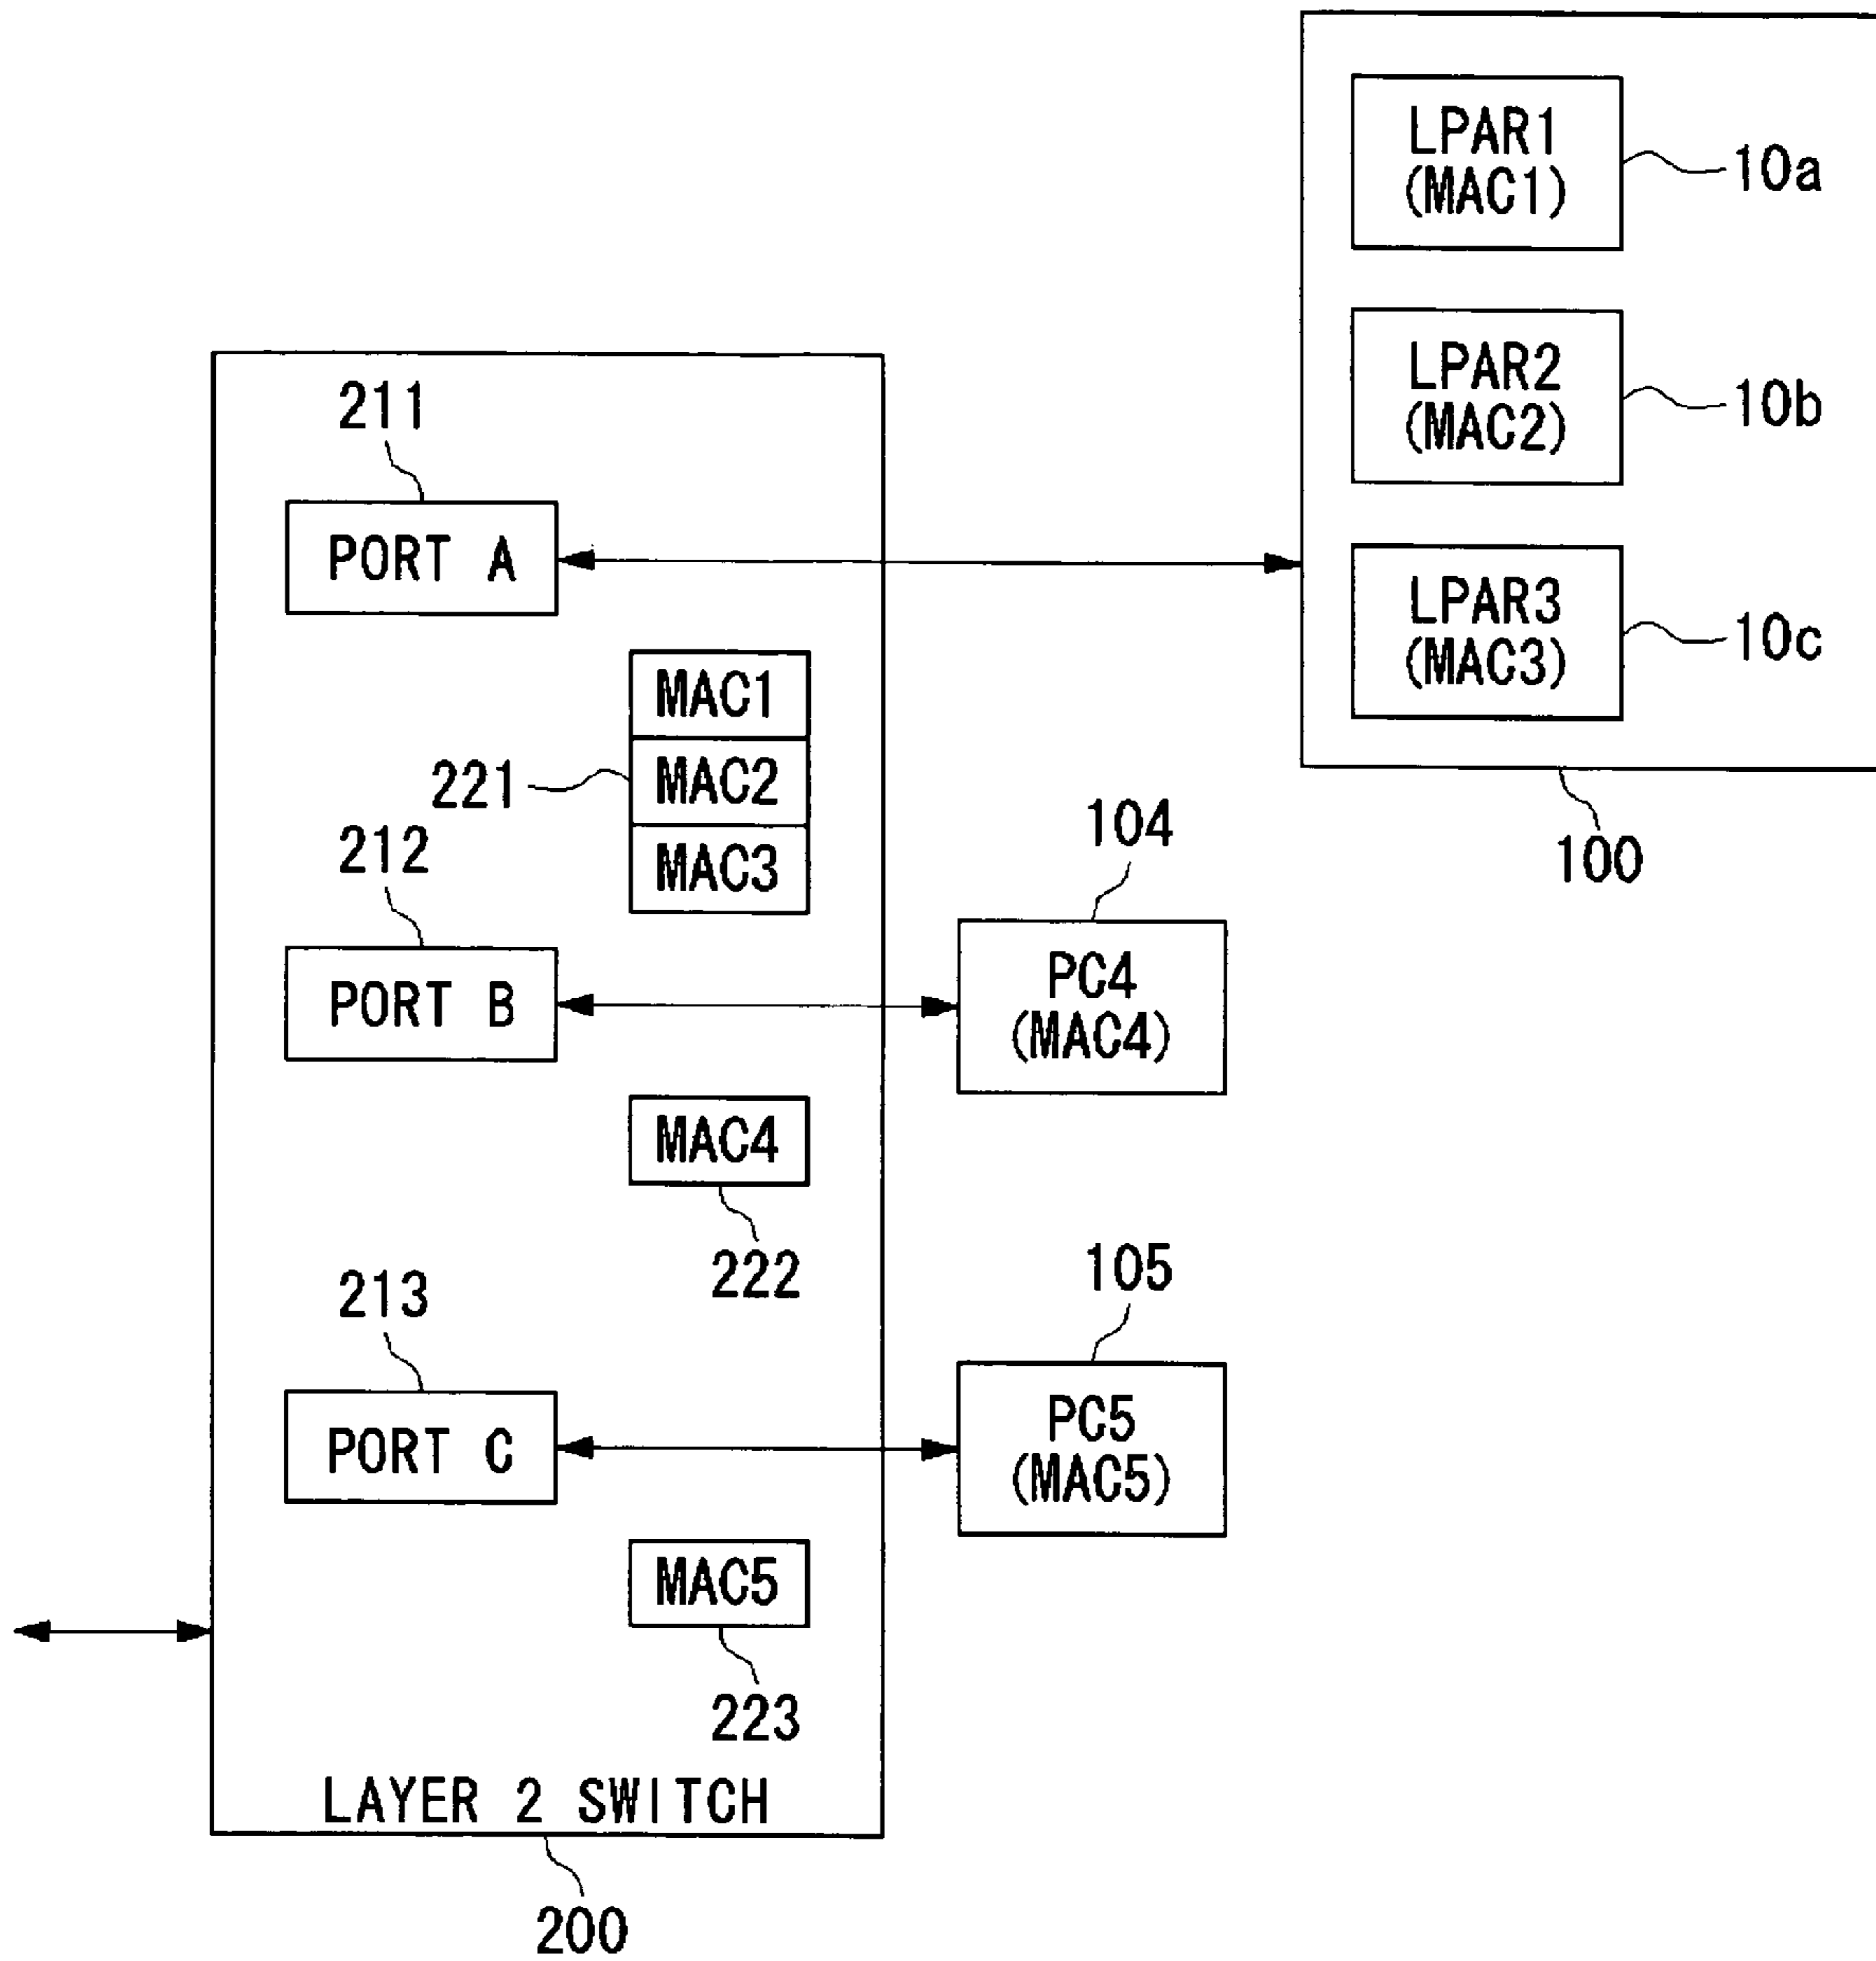 LPAR1
(MAC1)
10a
LPAR2
(MAC2)
10b
LPAR3
(MAC3)
10c
100
211
PORT A
MAC1
MAC2
MAC3
221
212
PORT B
104
PC4
(MAC4)
MAC4
222
213
PORT C
105
PC5
(MAC5)
MAC5
223
LAYER 2 SWITCH
200